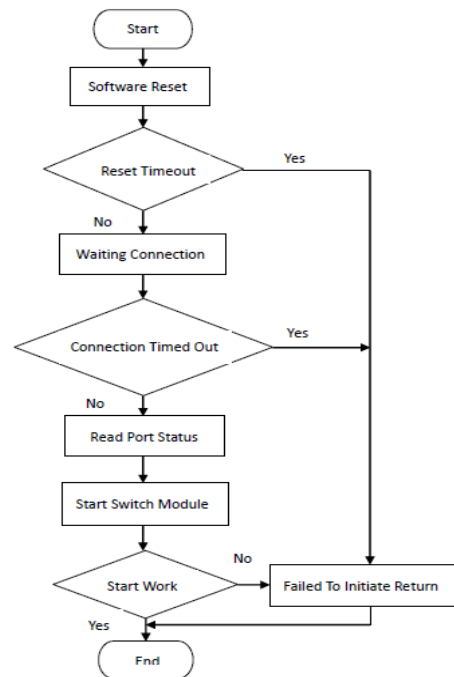 Start
Software Reset
Reset Timeout
Yes
No
Waiting Connection
Connection Timed Out
Yes
No
Read Port Status
Start Switch Module
Start Work
No
Failed To Initiate Return
Yes
End